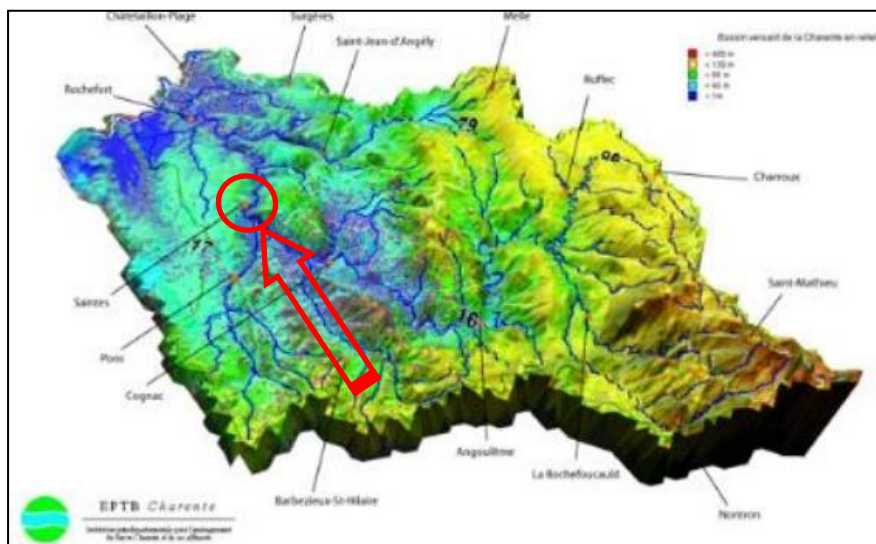 Châtelaillon-Plage
Surgères
Melle
Saint-Jean-d'Angély
Bassin versant de la Charente en relief
Ruffec
Rochefort
79
86
Charroux
17
Saintes
Saint-Mathieu
16
Pons
Cognac
Angoulême
La Rochefoucauld
Barbezieux-St-Hilaire
Nontron
EPTB Charente